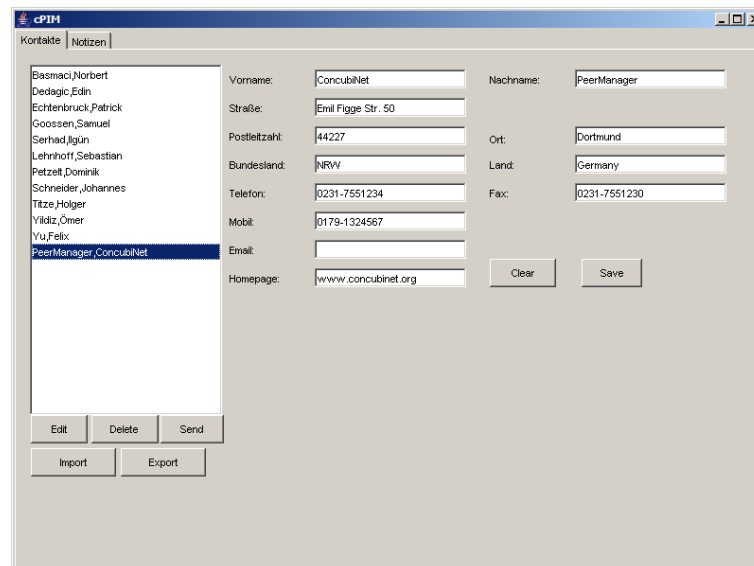 cPIM
Kontakte Notizen
Basmaci,Norbert
Dedagic,Edin
Echtenbruck,Patrick
Goossen,Samuel
Serhad,Ilgün
Lehnhoff,Sebastian
Petzelt,Dominik
Schneider,Johannes
Titze,Holger
Yildiz,Ömer
Yu,Felix
PeerManager,ConcubiNet
Vorname: ConcubiNet Nachname: PeerManager
Straße: Emil Figge Str. 50
Postleitzahl: 44227 Ort: Dortmund
Bundesland: NRW Land: Germany
Telefon: 0231-7551234 Fax: 0231-7551230
Mobil: 0179-1324567
Email:
Homepage: www.concubinet.org
Clear Save
Edit Delete Send
Import Export